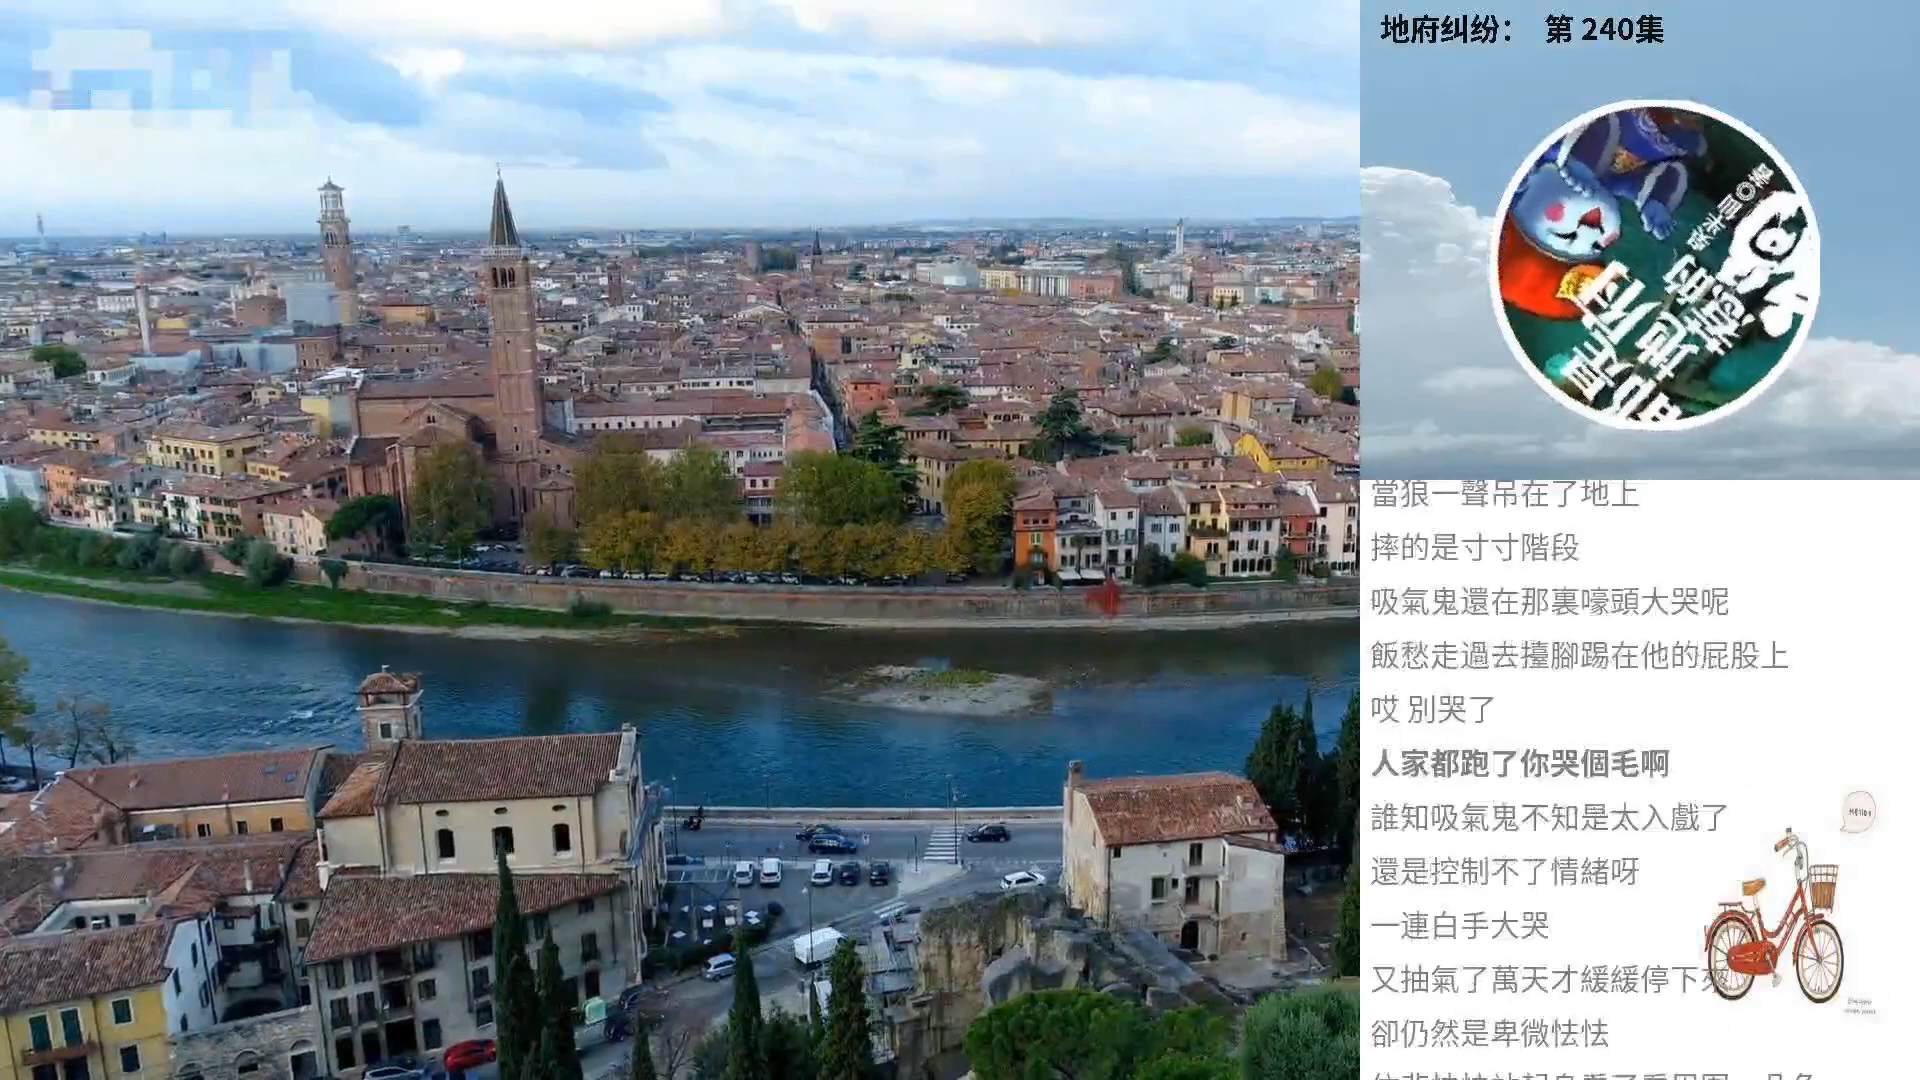 地府纠纷： 第 240集
當狼一聲吊在了地上
摔的是寸寸階段
吸氣鬼還在那裏嚎頭大哭呢
飯愁走過去擡腳踢在他的屁股上
哎 別哭了
人家都跑了你哭個毛啊
誰知吸氣鬼不知是太入戲了
還是控制不了情緒呀
一連白手大哭
又抽氣了萬天才緩緩停下來
卻仍然是卑微怯怯
Hello!